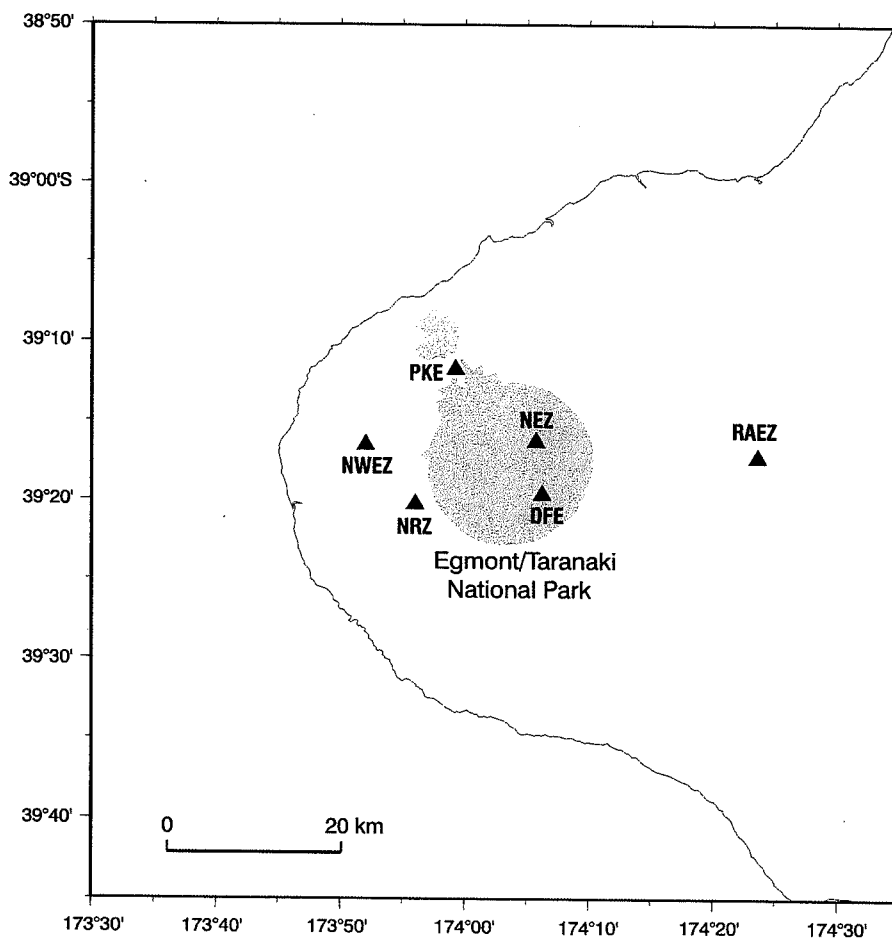 38°50'
39°00'S
39°10'
PKE
NEZ
RAEZ
NWEZ
39°20'
NRZ
DFE
Egmont/Taranaki
National Park
39°30'
39°40'
0 20 km
173°30' 173°40' 173°50' 174°00' 174°10' 174°20' 174°30'